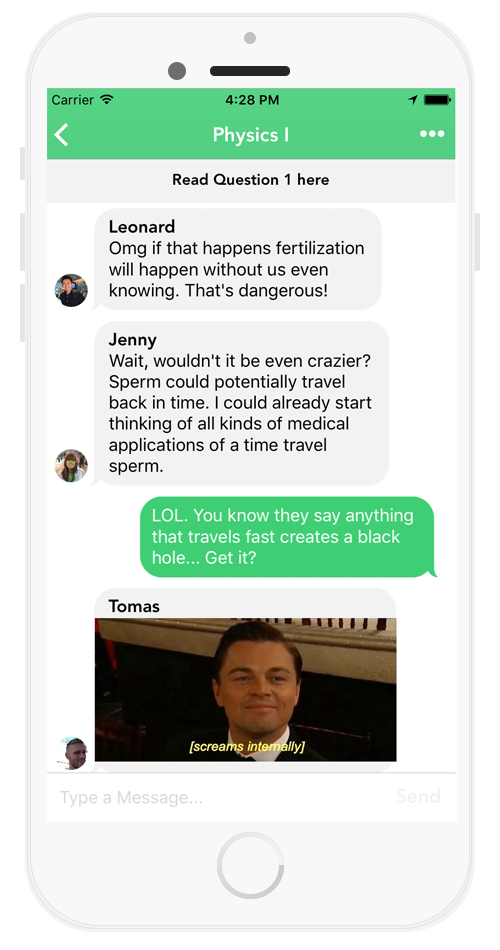 Carrier 4:28 PM
Physics I
Read Question 1 here
Leonard
Omg if that happens fertilization
will happen without us even
knowing. That's dangerous!
Jenny
Wait, wouldn't it be even crazier?
Sperm could potentially travel
back in time. I could already start
thinking of all kinds of medical
applications of a time travel
sperm.
LOL. You know they say anything
that travels fast creates a black
hole... Get it?
Tomas
[screams internally]
Type a Message...
Send